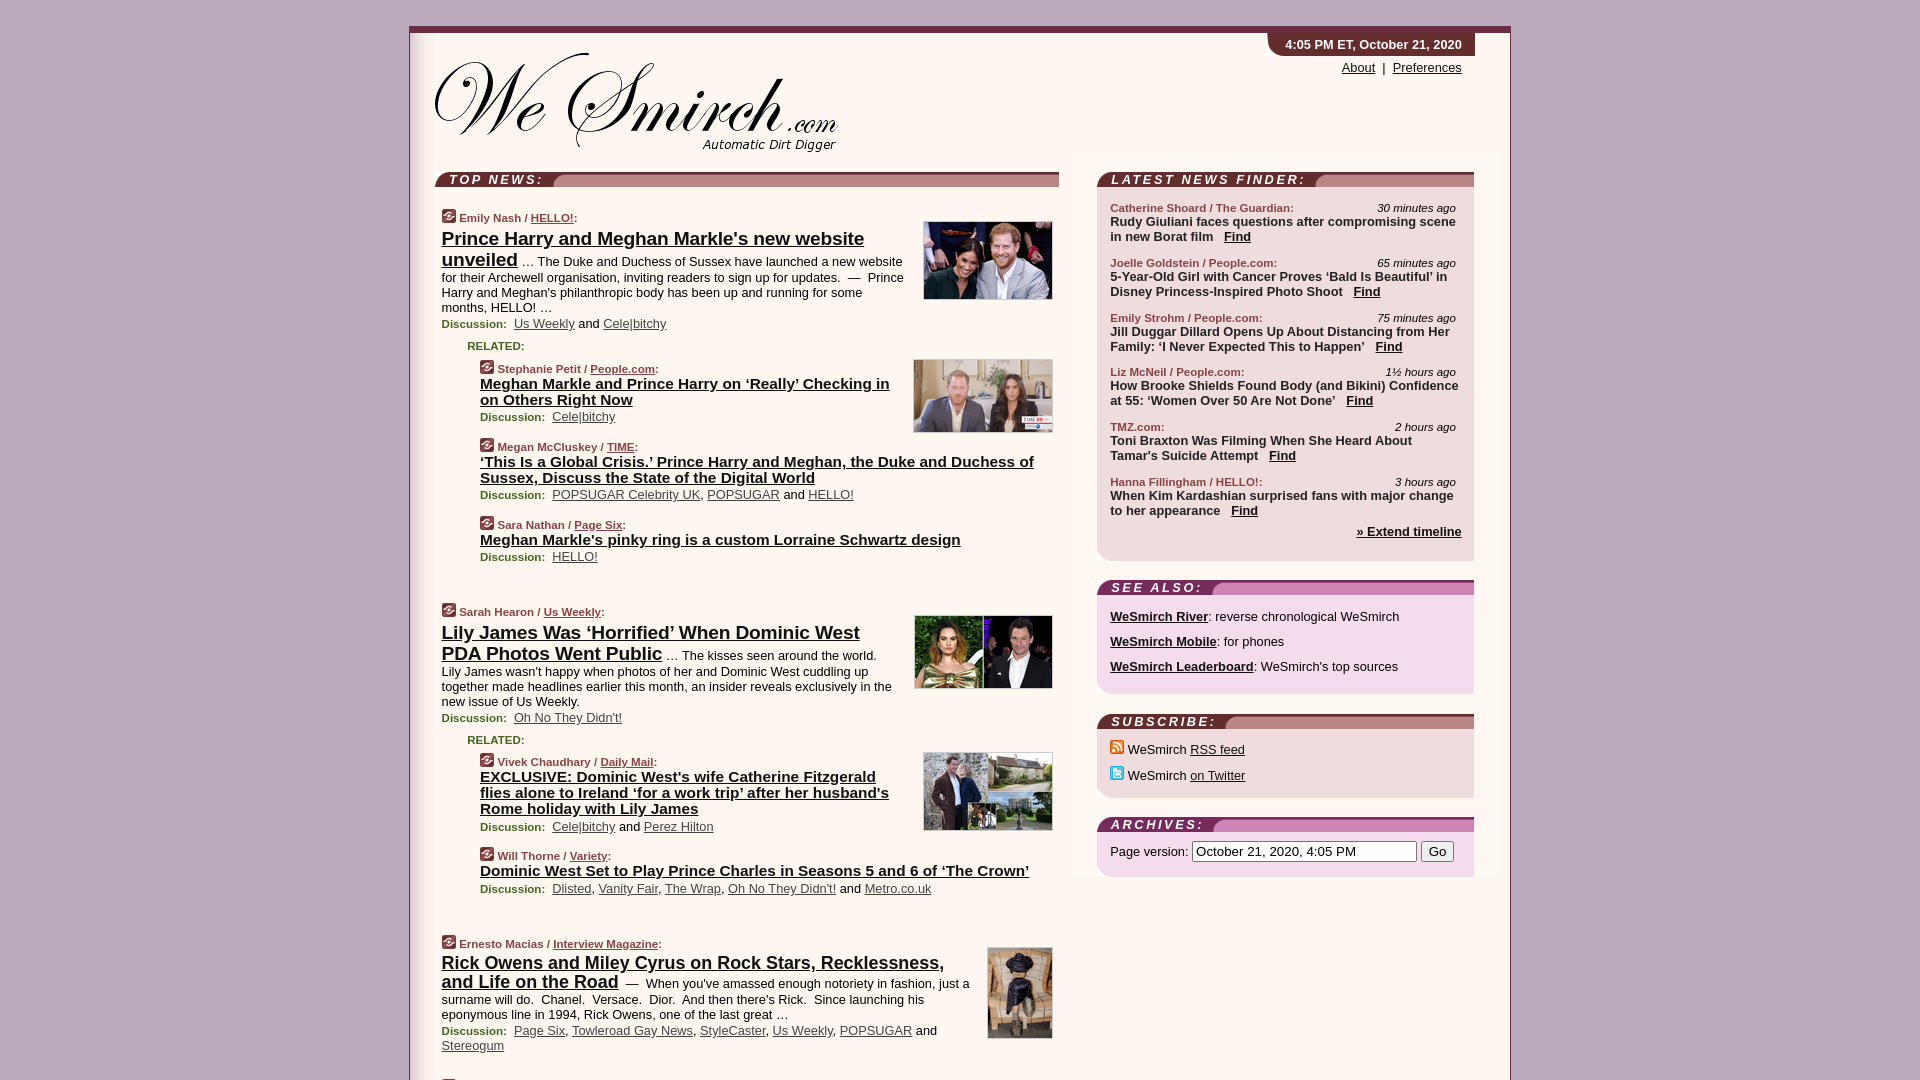 4:05 PM ET, October 21, 2020
About | Preferences
We Smirch .com
Automatic Dirt Digger
TOP NEWS:
Emily Nash / HELLO!:
Prince Harry and Meghan Markle's new website
unveiled … The Duke and Duchess of Sussex have launched a new website
for their Archewell organisation, inviting readers to sign up for updates. — Prince
Harry and Meghan's philanthropic body has been up and running for some
months, HELLO! …
Discussion: Us Weekly and Cele|bitchy
RELATED:
Stephanie Petit / People.com:
Meghan Markle and Prince Harry on ‘Really’ Checking in
on Others Right Now
Discussion: Cele|bitchy
Megan McCluskey / TIME:
‘This Is a Global Crisis.’ Prince Harry and Meghan, the Duke and Duchess of
Sussex, Discuss the State of the Digital World
Discussion: POPSUGAR Celebrity UK, POPSUGAR and HELLO!
Sara Nathan / Page Six:
Meghan Markle's pinky ring is a custom Lorraine Schwartz design
Discussion: HELLO!
Sarah Hearon / Us Weekly:
Lily James Was ‘Horrified’ When Dominic West
PDA Photos Went Public … The kisses seen around the world.
Lily James wasn't happy when photos of her and Dominic West cuddling up
together made headlines earlier this month, an insider reveals exclusively in the
new issue of Us Weekly.
Discussion: Oh No They Didn't!
RELATED:
Vivek Chaudhary / Daily Mail:
EXCLUSIVE: Dominic West's wife Catherine Fitzgerald
flies alone to Ireland ‘for a work trip’ after her husband's
Rome holiday with Lily James
Discussion: Cele|bitchy and Perez Hilton
Will Thorne / Variety:
Dominic West Set to Play Prince Charles in Seasons 5 and 6 of ‘The Crown’
Discussion: Dlisted, Vanity Fair, The Wrap, Oh No They Didn't! and Metro.co.uk
Ernesto Macias / Interview Magazine:
Rick Owens and Miley Cyrus on Rock Stars, Recklessness,
and Life on the Road — When you've amassed enough notoriety in fashion, just a
surname will do. Chanel. Versace. Dior. And then there's Rick. Since launching his
eponymous line in 1994, Rick Owens, one of the last great …
Discussion: Page Six, Towleroad Gay News, StyleCaster, Us Weekly, POPSUGAR and
Stereogum
LATEST NEWS FINDER:
Catherine Shoard / The Guardian: 30 minutes ago
Rudy Giuliani faces questions after compromising scene
in new Borat film Find
Joelle Goldstein / People.com: 65 minutes ago
5-Year-Old Girl with Cancer Proves ‘Bald Is Beautiful’ in
Disney Princess-Inspired Photo Shoot Find
Emily Strohm / People.com: 75 minutes ago
Jill Duggar Dillard Opens Up About Distancing from Her
Family: ‘I Never Expected This to Happen’ Find
Liz McNeil / People.com: 1½ hours ago
How Brooke Shields Found Body (and Bikini) Confidence
at 55: ‘Women Over 50 Are Not Done’ Find
TMZ.com: 2 hours ago
Toni Braxton Was Filming When She Heard About
Tamar's Suicide Attempt Find
Hanna Fillingham / HELLO!: 3 hours ago
When Kim Kardashian surprised fans with major change
to her appearance Find
» Extend timeline
SEE ALSO:
WeSmirch River: reverse chronological WeSmirch
WeSmirch Mobile: for phones
WeSmirch Leaderboard: WeSmirch's top sources
SUBSCRIBE:
WeSmirch RSS feed
WeSmirch on Twitter
ARCHIVES:
Page version: October 21, 2020, 4:05 PM Go